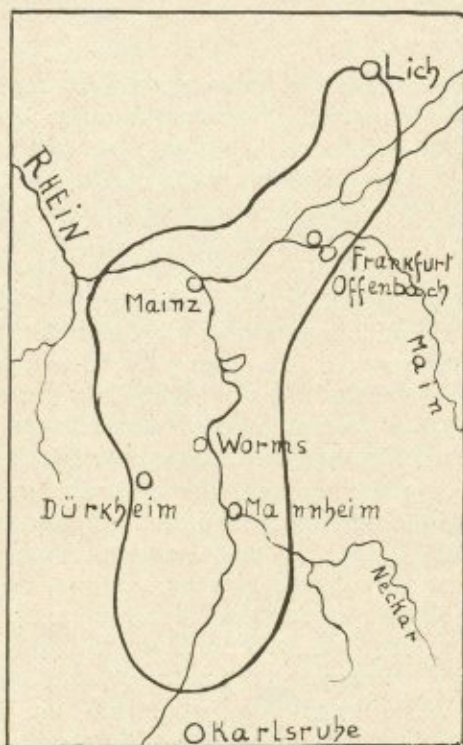 Lich
RHEIN
Frankfurt
Offenbach
Mainz
Main
Worms
Dürkheim
Mannheim
Neckar
Karlsruhe